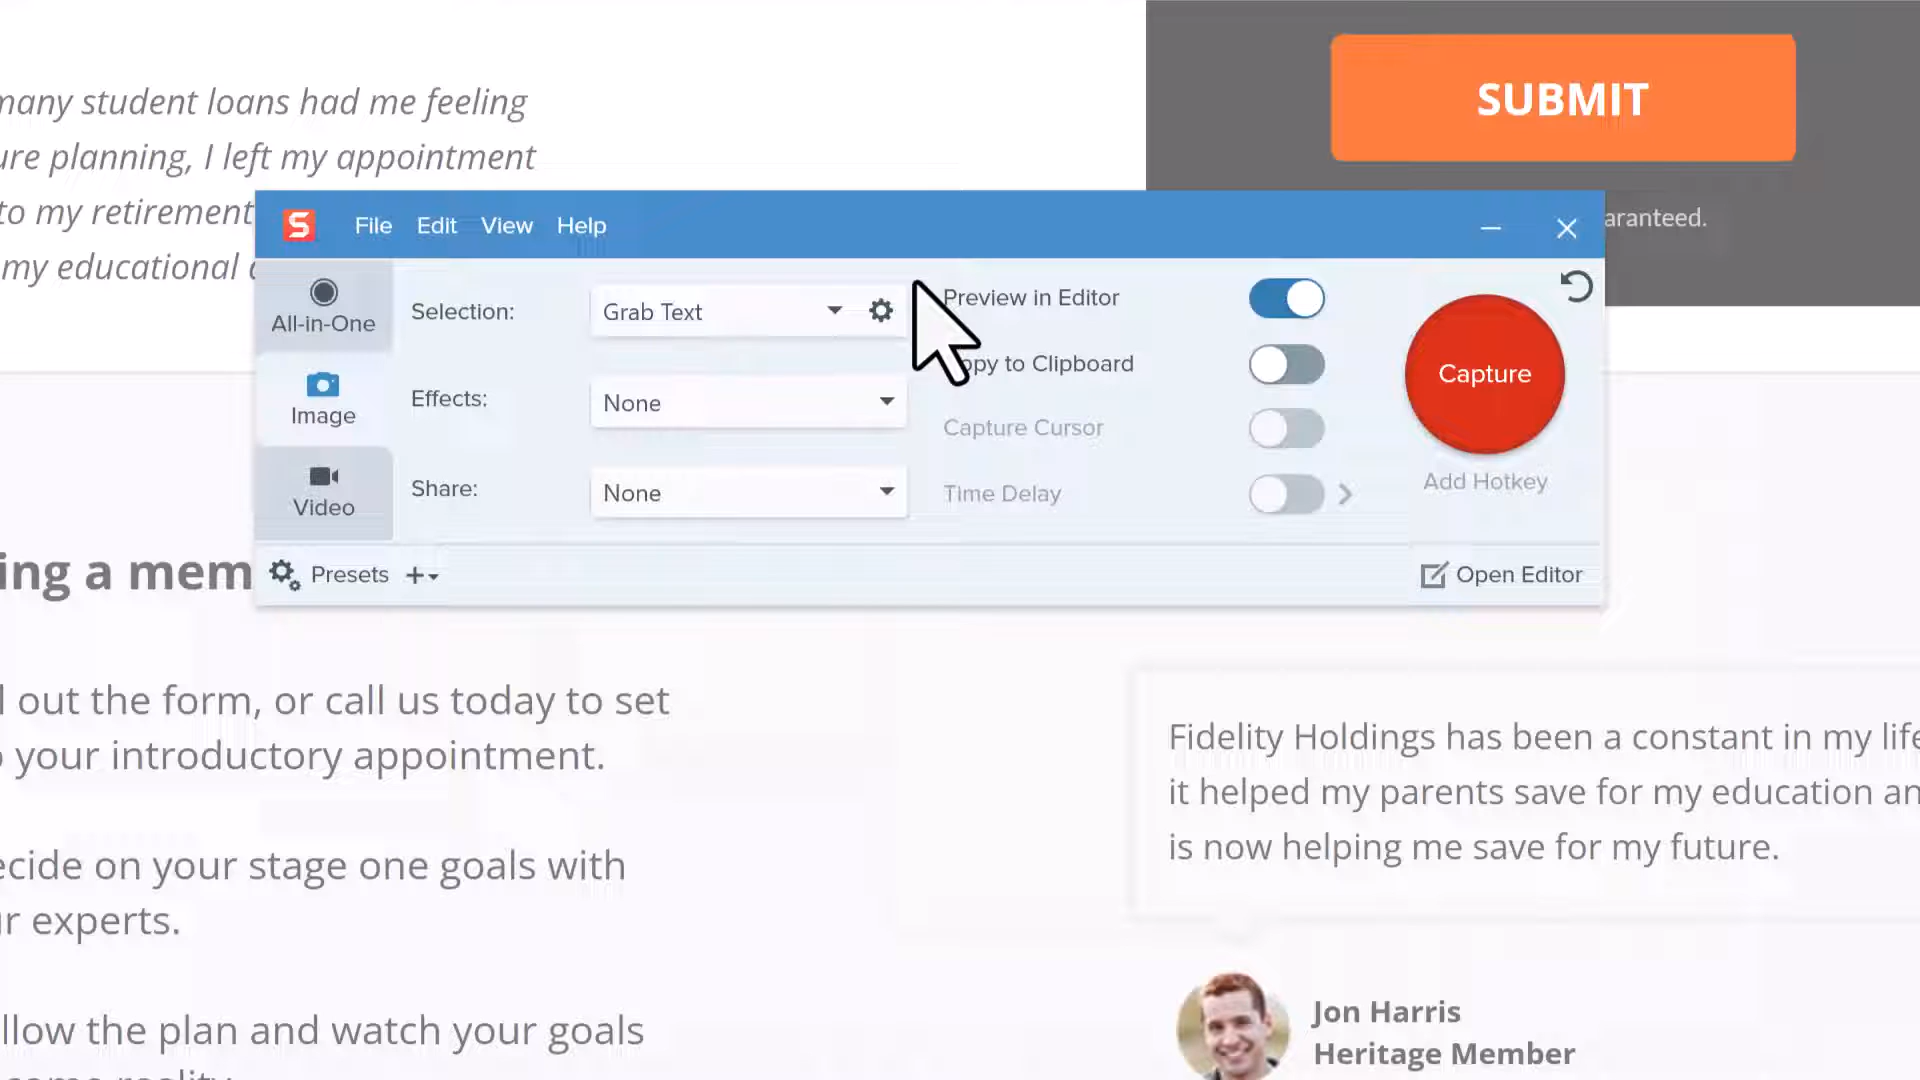 many student loans had me feeling
ure planning, I left my appointment
to my retirement
my educational
SUBMIT
aranteed.
S
File Edit View Help
All-in-One
Image
Video
Selection: Grab Text
Effects: None
Share: None
Preview in Editor
opy to Clipboard
Capture Cursor
Time Delay
Capture
Add Hotkey
Presets +
Open Editor
ing a mem
l out the form, or call us today to set
your introductory appointment.
ecide on your stage one goals with
r experts.
llow the plan and watch your goals
Fidelity Holdings has been a constant in my life
it helped my parents save for my education an
is now helping me save for my future.
Jon Harris
Heritage Member